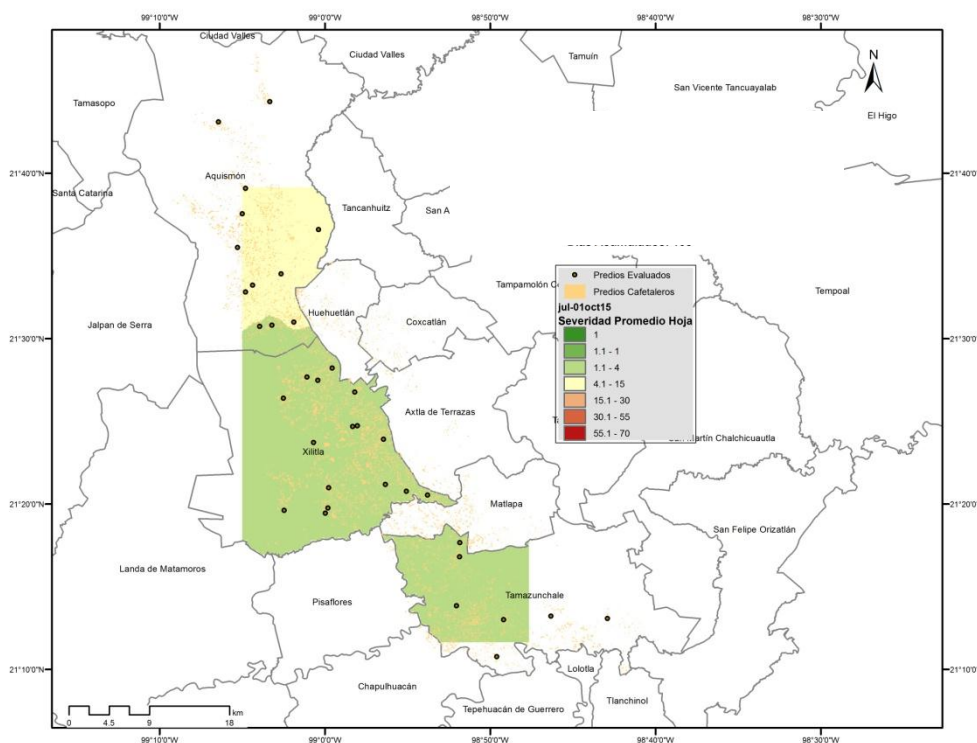 99°10'0"W
99°0'0"W
98°50'0"W
98°40'0"W
98°30'0"W
Ciudad Valles
Ciudad Valles
Tamuín
San Vicente Tancuayalab
N
Tamasopo
El Higo
21°40'0"N
Aquismón
21°40'0"
Santa Catarina
Tancanhuitz
San A
Predios Evaluados
Predios Cafetaleros
jul-01oct15
Severidad Promedio Hoja
1
1.1 - 1
1.1 - 4
4.1 - 15
15.1 - 30
30.1 - 55
55.1 - 70
Tampamolón
Tempoal
Huehuetlán
Coxcatlán
Jalpan de Serra
21°30'0"N
21°30'0"
Axtla de Terrazas
Martín Chalchicuautla
Xilitla
21°20'0"N
21°20'0"
Matlapa
San Felipe Orizatlán
Landa de Matamoros
Pisaflores
Tamazunchale
21°10'0"N
21°10'0"
Lolotla
Chapulhuacán
Tepehuacán de Guerrero
Tlanchinol
0 4.5 9 18
km
99°10'0"W
99°0'0"W
98°50'0"W
98°40'0"W
98°30'0"W